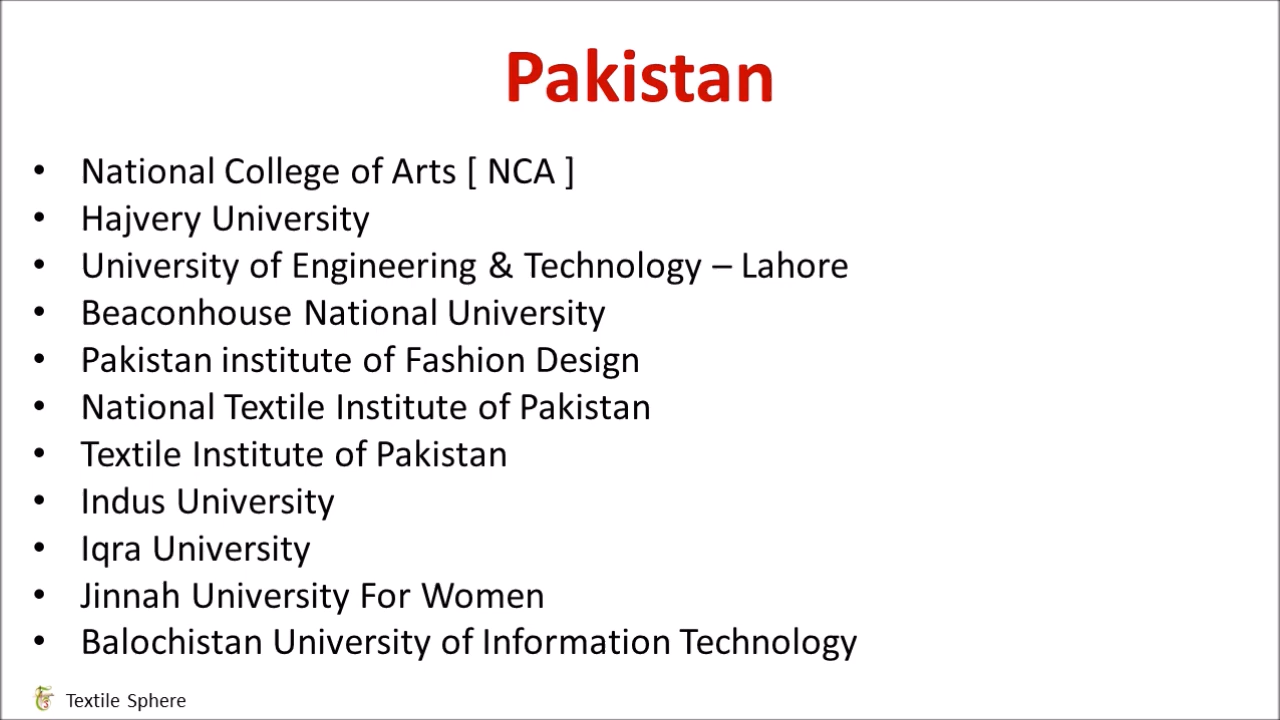 Pakistan
• National College of Arts [ NCA ]
• Hajvery University
• University of Engineering & Technology – Lahore
• Beaconhouse National University
• Pakistan institute of Fashion Design
• National Textile Institute of Pakistan
• Textile Institute of Pakistan
• Indus University
• Iqra University
• Jinnah University For Women
• Balochistan University of Information Technology
Textile Sphere